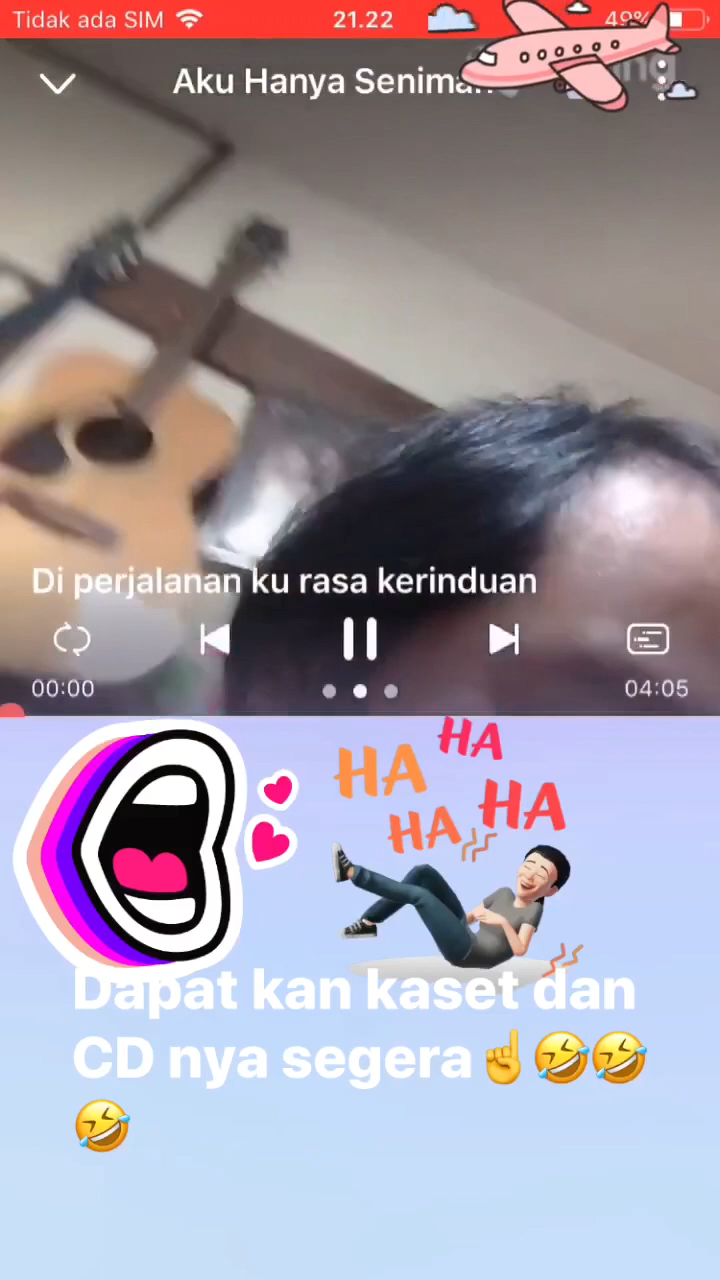 Tidak ada SIM
21.22
49%
Aku Hanya Seniman
Di perjalanan ku rasa kerinduan
00:00
04:05
HA
HA
HA
HA
Dapat kan kaset dan
CD nya segera☝️🤣🤣
🤣